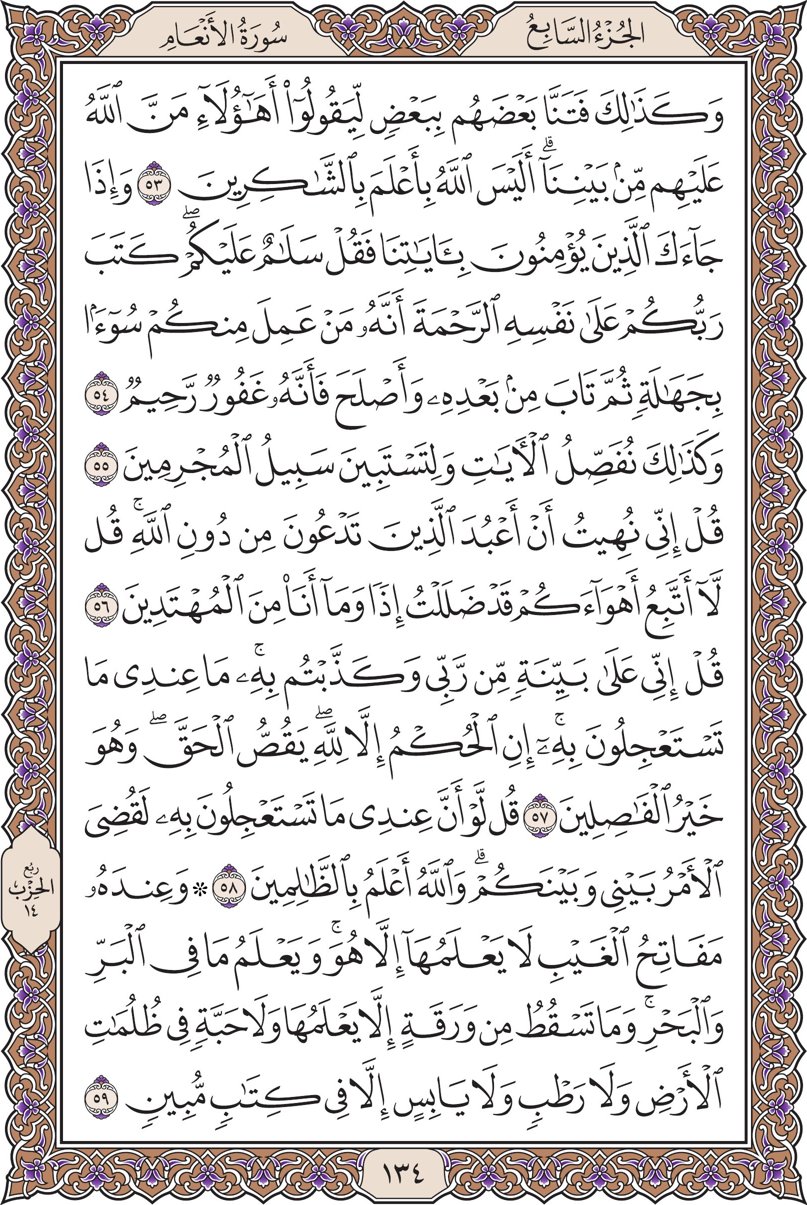 الجُزْءُ السَّابِعُ
سُورَةُ الأَنْعَامِ
وَكَذَٰلِكَ فَتَنَّا بَعْضَهُم بِبَعْضٖ لِّيَقُولُوٓاْ أَهَٰٓؤُلَآءِ مَنَّ ٱللَّهُ
عَلَيْهِم مِّنۢ بَيْنِنَآۗ أَلَيْسَ ٱللَّهُ بِأَعْلَمَ بِٱلشَّٰكِرِينَ ٥٣ وَإِذَا
جَآءَكَ ٱلَّذِينَ يُؤْمِنُونَ بِـَٔايَٰتِنَا فَقُلْ سَلَٰمٌ عَلَيْكُمْۖ كَتَبَ
رَبُّكُمْ عَلَىٰ نَفْسِهِ ٱلرَّحْمَةَ أَنَّهُۥ مَنْ عَمِلَ مِنكُمْ سُوٓءَۢا
بِجَهَٰلَةٖ ثُمَّ تَابَ مِنۢ بَعْدِهِۦ وَأَصْلَحَ فَأَنَّهُۥ غَفُورٞ رَّحِيمٞ ٥٤
وَكَذَٰلِكَ نُفَصِّلُ ٱلْأٓيَٰتِ وَلِتَسْتَبِينَ سَبِيلُ ٱلْمُجْرِمِينَ ٥٥
قُلْ إِنِّي نُهِيتُ أَنْ أَعْبُدَ ٱلَّذِينَ تَدْعُونَ مِن دُونِ ٱللَّهِۚ قُل
لَّآ أَتَّبِعُ أَهْوَآءَكُمْ قَدْ ضَلَلْتُ إِذٗا وَمَآ أَنَا۠ مِنَ ٱلْمُهْتَدِينَ ٥٦
قُلْ إِنِّي عَلَىٰ بَيِّنَةٖ مِّن رَّبِّي وَكَذَّبْتُم بِهِۦۚ مَا عِندِي مَا
تَسْتَعْجِلُونَ بِهِۦٓۚ إِنِ ٱلْحُكْمُ إِلَّا لِلَّهِۖ يَقُصُّ ٱلْحَقَّۖ وَهُوَ
خَيْرُ ٱلْفَٰصِلِينَ ٥٧ قُل لَّوْ أَنَّ عِندِي مَا تَسْتَعْجِلُونَ بِهِۦ لَقُضِيَ
ٱلْأَمْرُ بَيْنِي وَبَيْنَكُمْۗ وَٱللَّهُ أَعْلَمُ بِٱلظَّٰلِمِينَ ٥٨ * وَعِندَهُۥ
مَفَاتِحُ ٱلْغَيْبِ لَا يَعْلَمُهَآ إِلَّا هُوَۚ وَيَعْلَمُ مَا فِي ٱلْبَرِّ
وَٱلْبَحْرِۚ وَمَا تَسْقُطُ مِن وَرَقَةٍ إِلَّا يَعْلَمُهَا وَلَا حَبَّةٖ فِي ظُلُمَٰتِ
ٱلْأَرْضِ وَلَا رَطْبٖ وَلَا يَابِسٍ إِلَّا فِي كِتَٰبٖ مُّبِينٖ ٥٩
رُبْع
الحِزْب
١٤
١٣٤